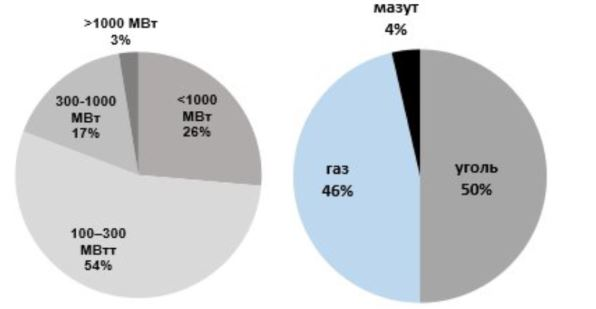 >1000 МВт
3%
300-1000
МВт
17%
<1000
МВт
26%
100–300
МВтт
54%
мазут
4%
газ
46%
уголь
50%